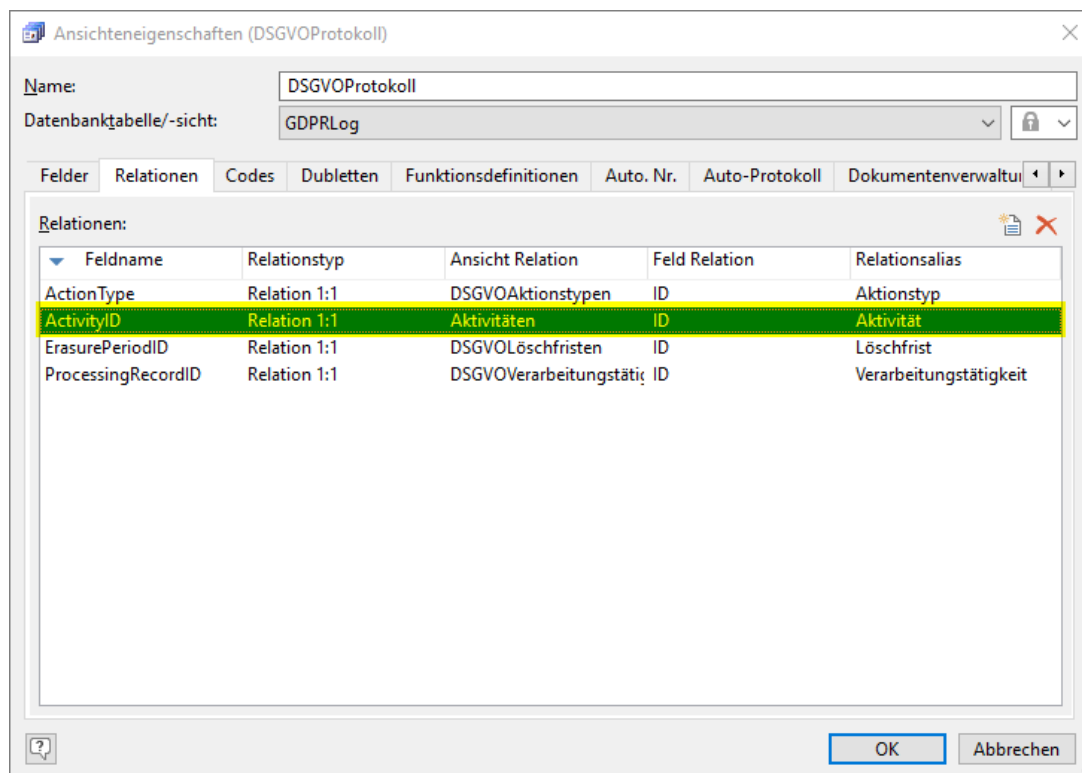 Ansichteneigenschaften (DSGVOProtokoll)
Name: DSGVOProtokoll
Datenbanktabelle/-sicht: GDPRLog
Felder Relationen Codes Dubletten Funktionsdefinitionen Auto. Nr. Auto-Protokoll Dokumentenverwaltu
Relationen:
Feldname Relationstyp Ansicht Relation Feld Relation Relationsalias
ActionType Relation 1:1 DSGVOAktionstypen ID Aktionstyp
ActivityID Relation 1:1 Aktivitäten ID Aktivität
ErasurePeriodID Relation 1:1 DSGVOLöschfristen ID Löschfrist
ProcessingRecordID Relation 1:1 DSGVOVerarbeitungstätig ID Verarbeitungstätigkeit
OK Abbrechen